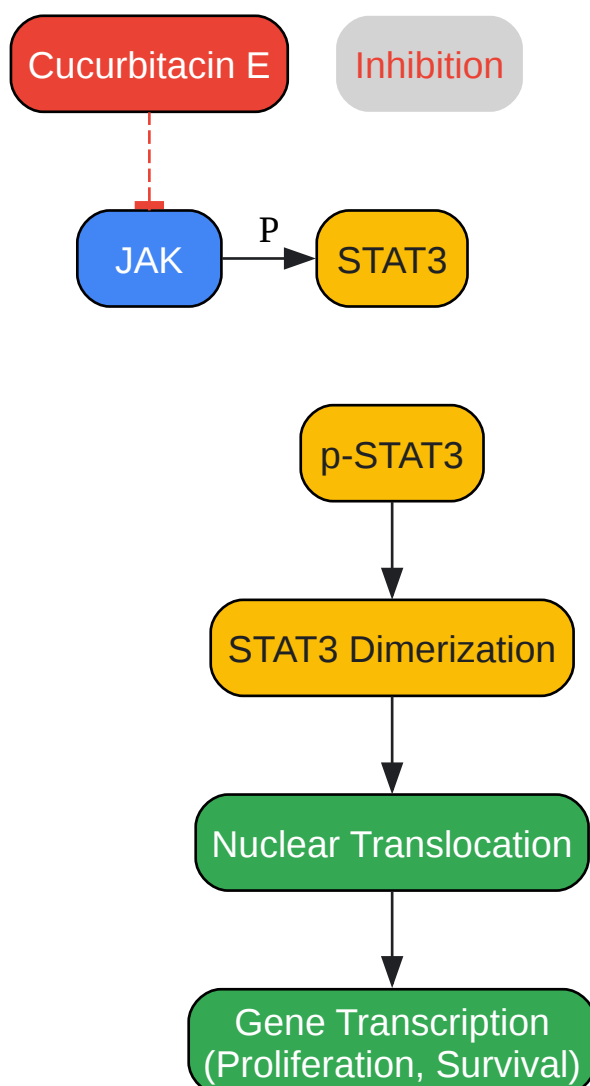 Cucurbitacin E
Inhibition
P
JAK
STAT3
p-STAT3
STAT3 Dimerization
Nuclear Translocation
Gene Transcription
(Proliferation, Survival)